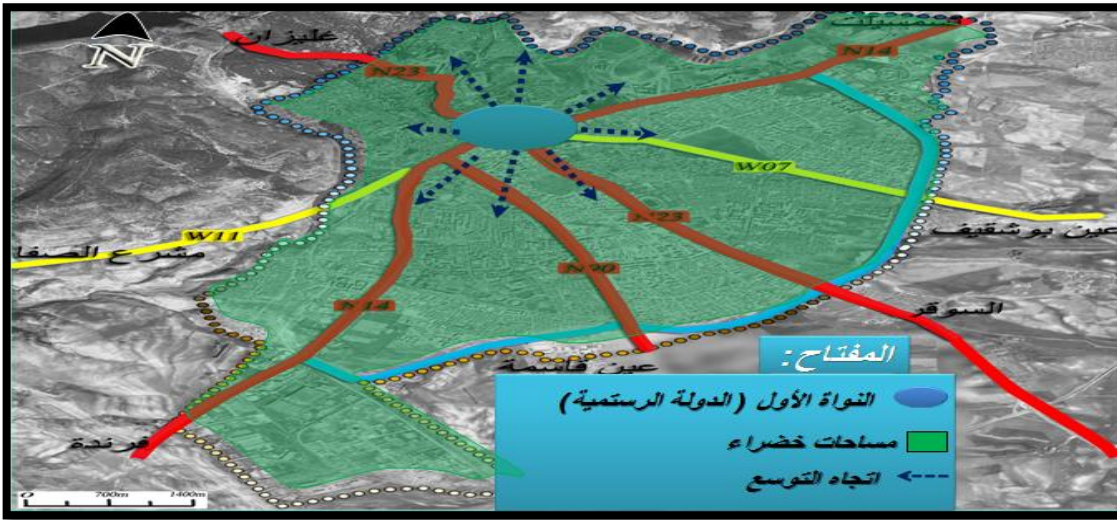 تيسمسيلت
غليزان
N
N14
N23
W07
N23
W11
عين بوشقيف
مشرع الصفا
N90
السوقر
N14
المفتاح:
عين قاسمة
النواة الأول (الدولة الرستمية)
مساحات خضراء
فرندة
اتجاه التوسع
0 700m 1400m